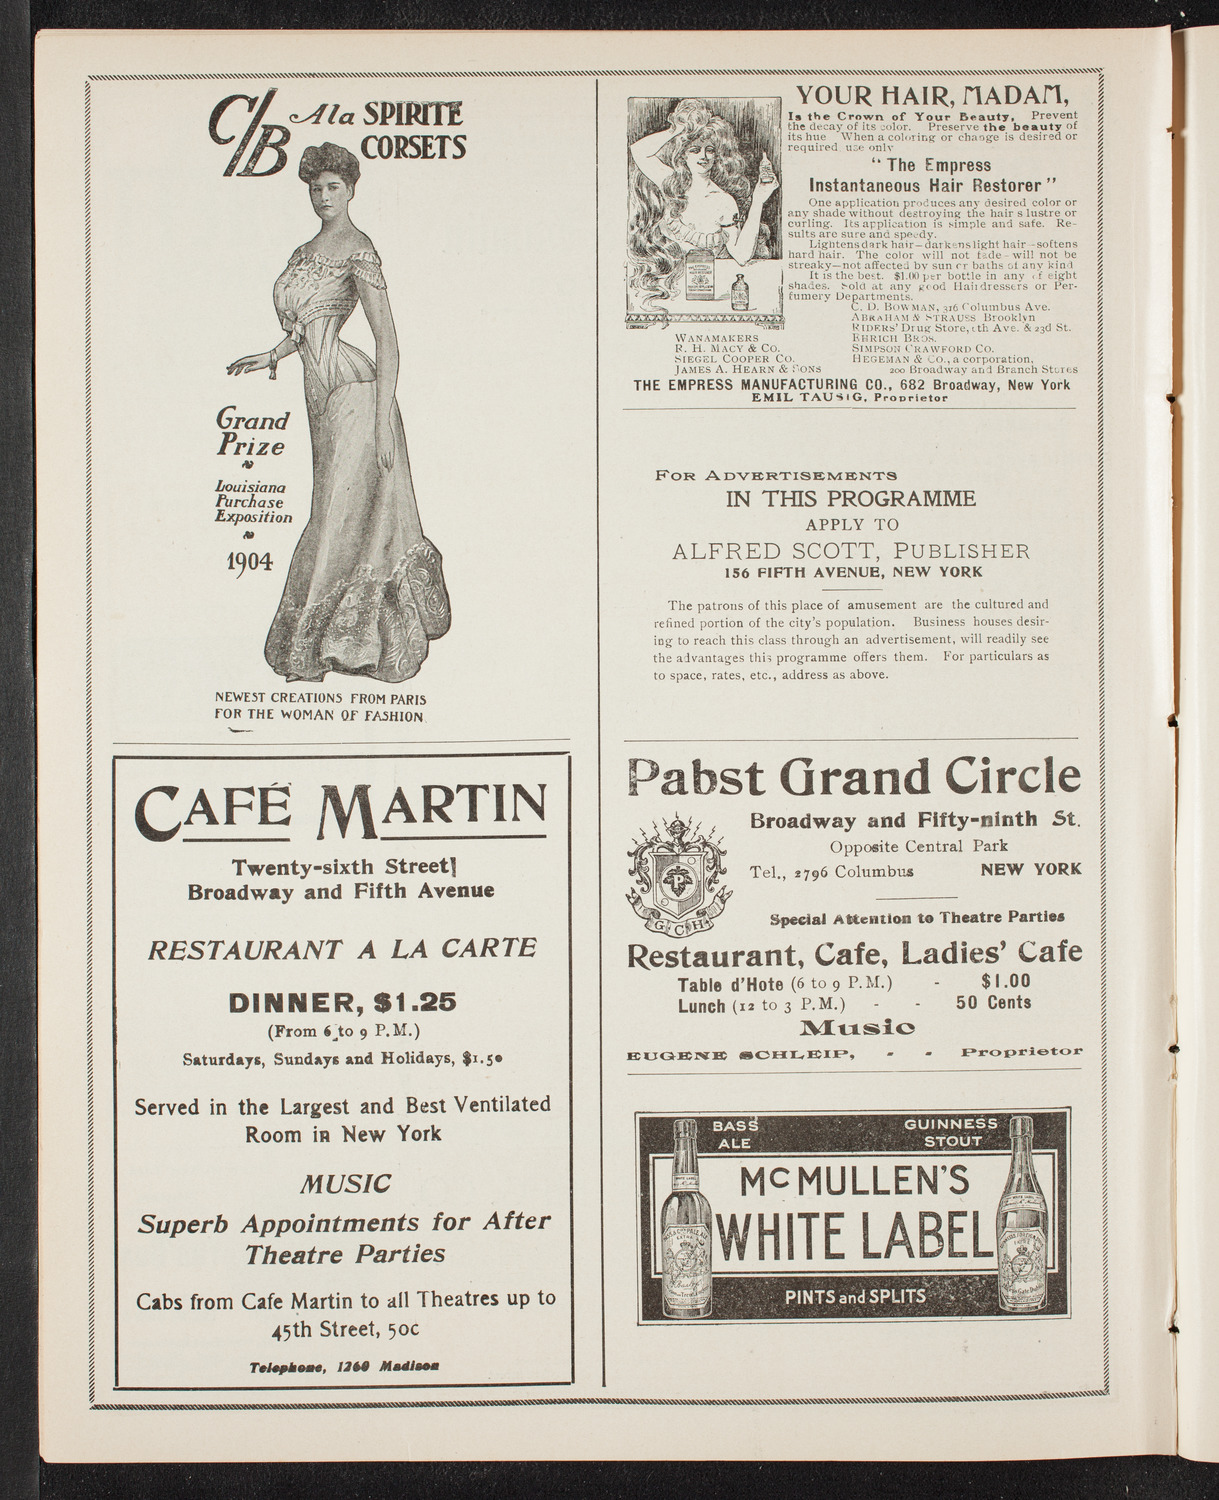 C/B Ala SPIRITE
CORSETS
Grand
Prize
Louisiana
Purchase
Exposition
1904
NEWEST CREATIONS FROM PARIS
FOR THE WOMAN OF FASHION
CAFÉ MARTIN
Twenty-sixth Street
Broadway and Fifth Avenue
RESTAURANT A LA CARTE
DINNER, $1.25
(From 6 to 9 P.M.)
Saturdays, Sundays and Holidays, $1.50
Served in the Largest and Best Ventilated
Room in New York
MUSIC
Superb Appointments for After
Theatre Parties
Cabs from Cafe Martin to all Theatres up to
45th Street, 50c
Telephone, 1260 Madison
YOUR HAIR, MADAM,
Is the Crown of Your Beauty, Prevent
the decay of its color. Preserve the beauty of
its hue When a coloring or change is desired or
required use only
"The Empress
Instantaneous Hair Restorer"
One application produces any desired color or
any shade without destroying the hair s lustre or
curling. Its application is simple and safe. Re-
sults are sure and speedy.
Lightens dark hair—darkens light hair—softens
hard hair. The color will not fade—will not be
streaky—not affected by sun or baths of any kind
It is the best. $1.00 per bottle in any of eight
shades. Sold at any good Hairdressers or Per-
fumery Departments.
C. D. BOWMAN, 316 Columbus Ave.
ABRAHAM & STRAUSS Brooklyn
RIDERS' Drug Store, 6th Ave. & 23d St.
WANAMAKERS EHRICH BROS.
R. H. MACY & CO. SIMPSON CRAWFORD CO.
SIEGEL COOPER CO. HEGEMAN & CO., a corporation,
JAMES A. HEARN & SONS 200 Broadway and Branch Stores
THE EMPRESS MANUFACTURING CO., 682 Broadway, New York
EMIL TAUSIG, Proprietor
FOR ADVERTISEMENTS
IN THIS PROGRAMME
APPLY TO
ALFRED SCOTT, PUBLISHER
156 FIFTH AVENUE, NEW YORK
The patrons of this place of amusement are the cultured and
refined portion of the city's population. Business houses desir-
ing to reach this class through an advertisement, will readily see
the advantages this programme offers them. For particulars as
to space, rates, etc., address as above.
Pabst Grand Circle
Broadway and Fifty-ninth St.
Opposite Central Park
Tel., 2796 Columbus NEW YORK
P
G C H
Special Attention to Theatre Parties
Restaurant, Cafe, Ladies' Cafe
Table d'Hote (6 to 9 P.M.) - $1.00
Lunch (12 to 3 P.M.) - - 50 Cents
Music
EUGENE SCHLEIP, - - Proprietor
BASS ALE
GUINNESS STOUT
MCMULLEN'S
WHITE LABEL
PINTS and SPLITS